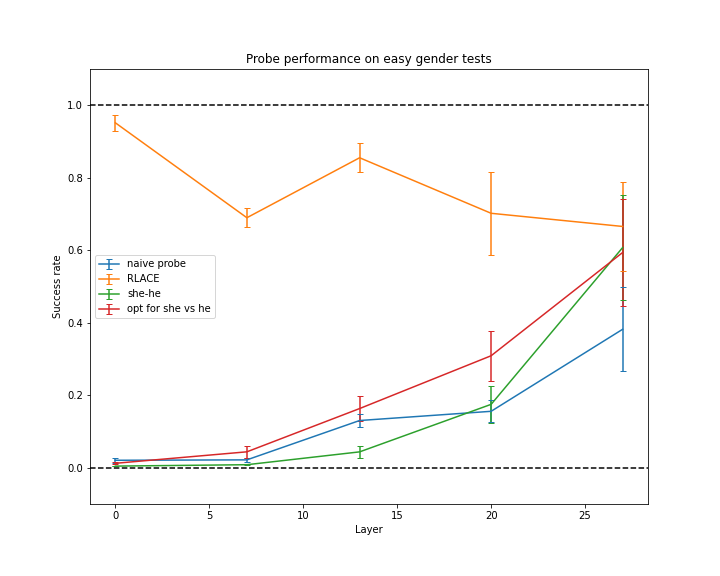 Probe performance on easy gender tests
Success rate
1.0
0.8
0.6
0.4
0.2
0.0
naive probe
RLACE
she-he
opt for she vs he
0 5 10 15 20 25
Layer